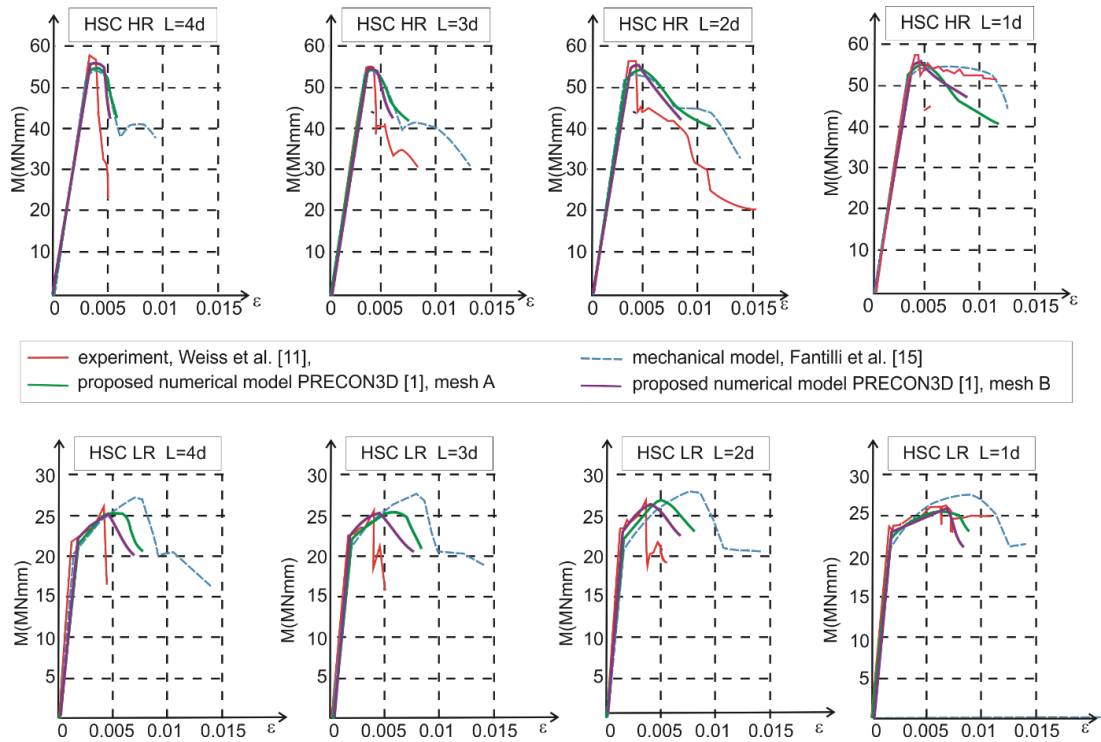 HSC HR L=4d
HSC HR L=3d
HSC HR L=2d
HSC HR L=1d
M(MNmm)
60
50
40
30
20
10
0 0.005 0.01 0.015 ε
M(MNmm)
60
50
40
30
20
10
0 0.005 0.01 0.015 ε
M(MNmm)
60
50
40
30
20
10
0 0.005 0.01 0.015 ε
M(MNmm)
60
50
40
30
20
10
0 0.005 0.01 0.015 ε
experiment, Weiss et al. [11],
mechanical model, Fantilli et al. [15]
proposed numerical model PRECON3D [1], mesh A
proposed numerical model PRECON3D [1], mesh B
HSC LR L=4d
HSC LR L=3d
HSC LR L=2d
HSC LR L=1d
M(MNmm)
30
25
20
15
10
5
0 0.005 0.01 0.015 ε
M(MNmm)
30
25
20
15
10
5
0 0.005 0.01 0.015 ε
M(MNmm)
30
25
20
15
10
5
0 0.005 0.01 0.015 ε
M(MNmm)
30
25
20
15
10
5
0 0.005 0.01 0.015 ε